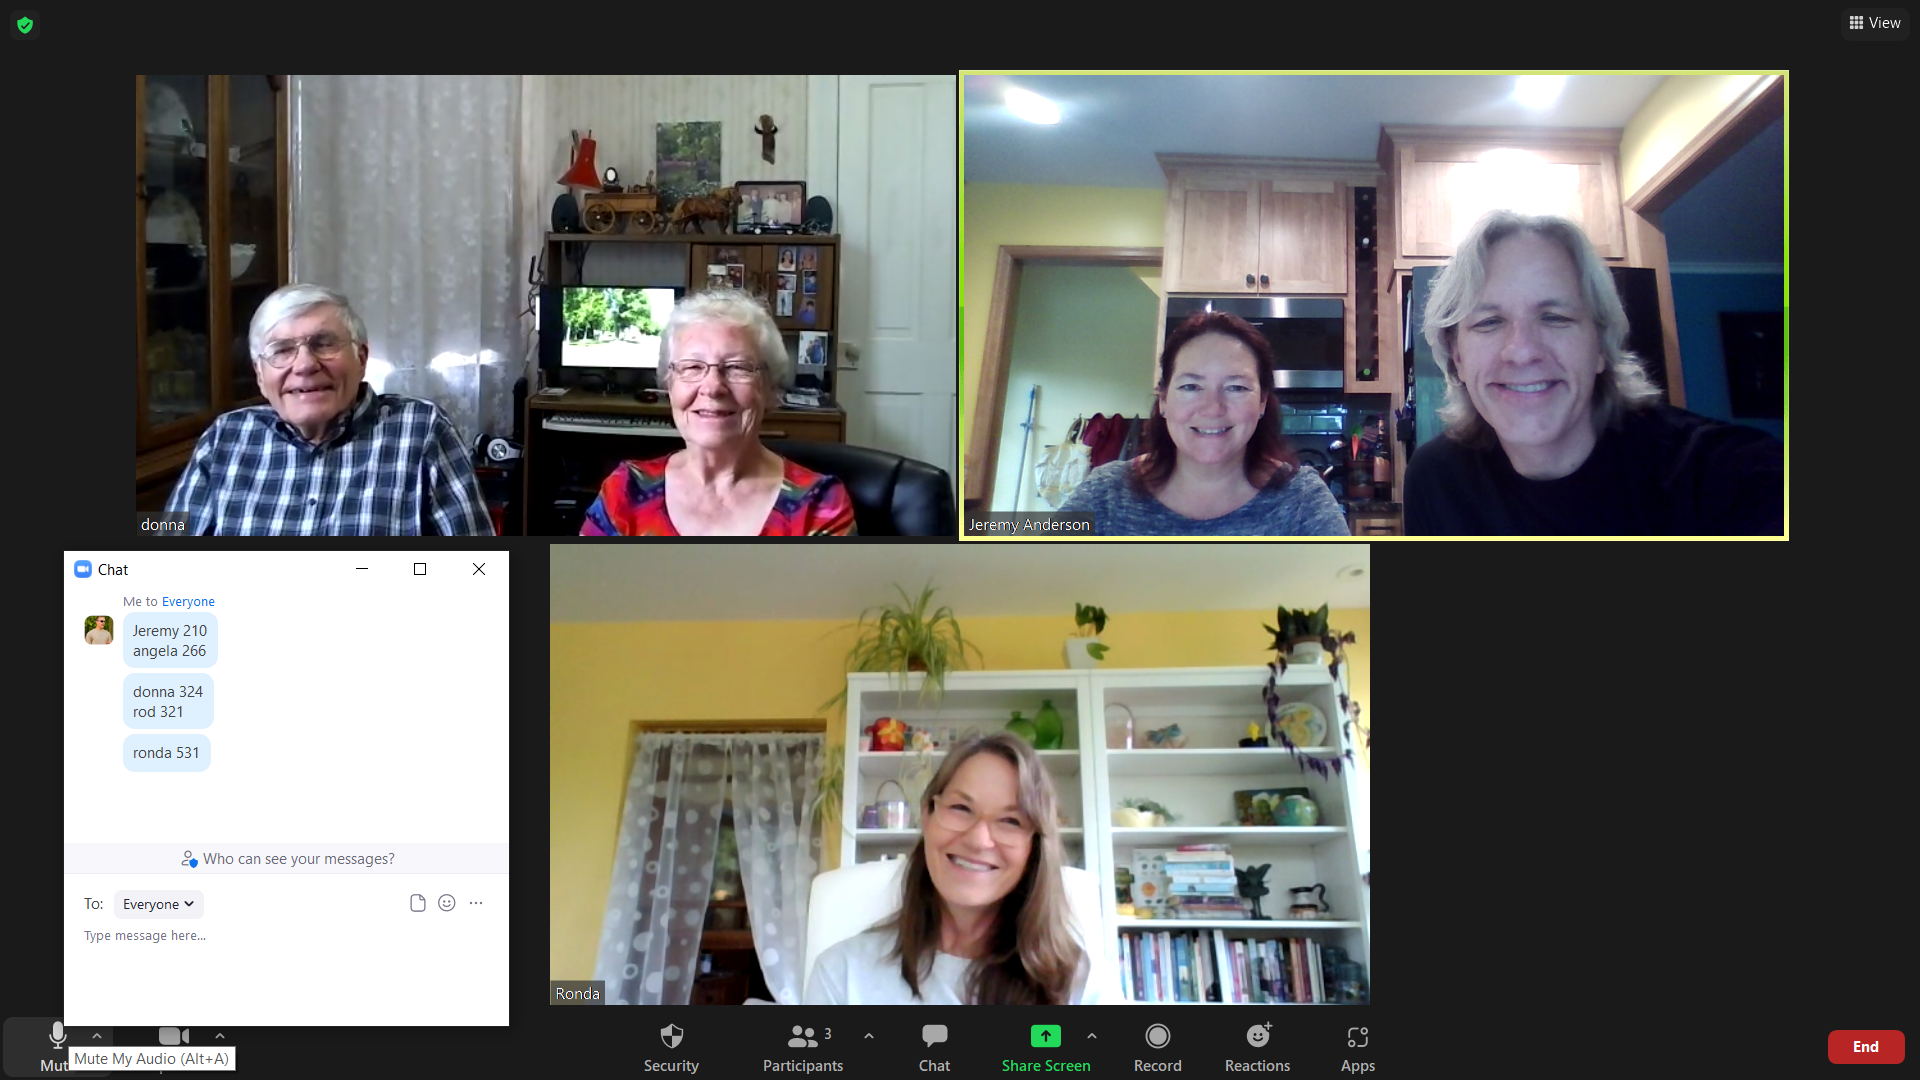 View
donna
Jeremy Anderson
Chat
Me to Everyone
Jeremy 210
angela 266
donna 324
rod 321
ronda 531
Who can see your messages?
To: Everyone
Type message here...
Ronda
Mut
Mute My Audio (Alt+A)
Security
Participants 3
Chat
Share Screen
Record
Reactions
Apps
End